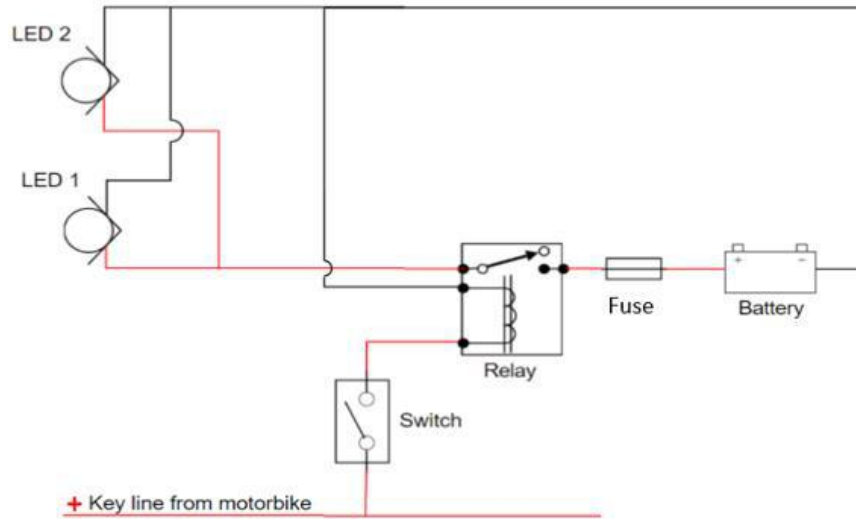 LED 2
LED 1
+ -
Fuse
Battery
Relay
Switch
+ Key line from motorbike